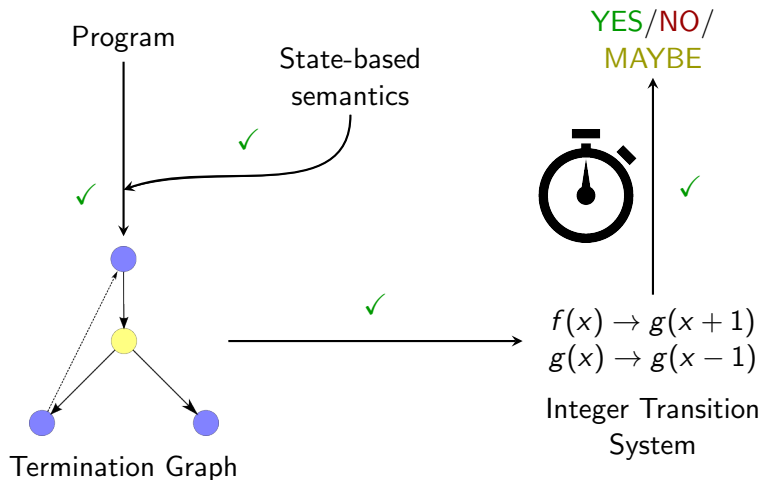 Program
State-based
semantics
YES/NO/
MAYBE
✓
✓
✓
✓
f(x) → g(x + 1)
g(x) → g(x − 1)
Integer Transition
System
Termination Graph